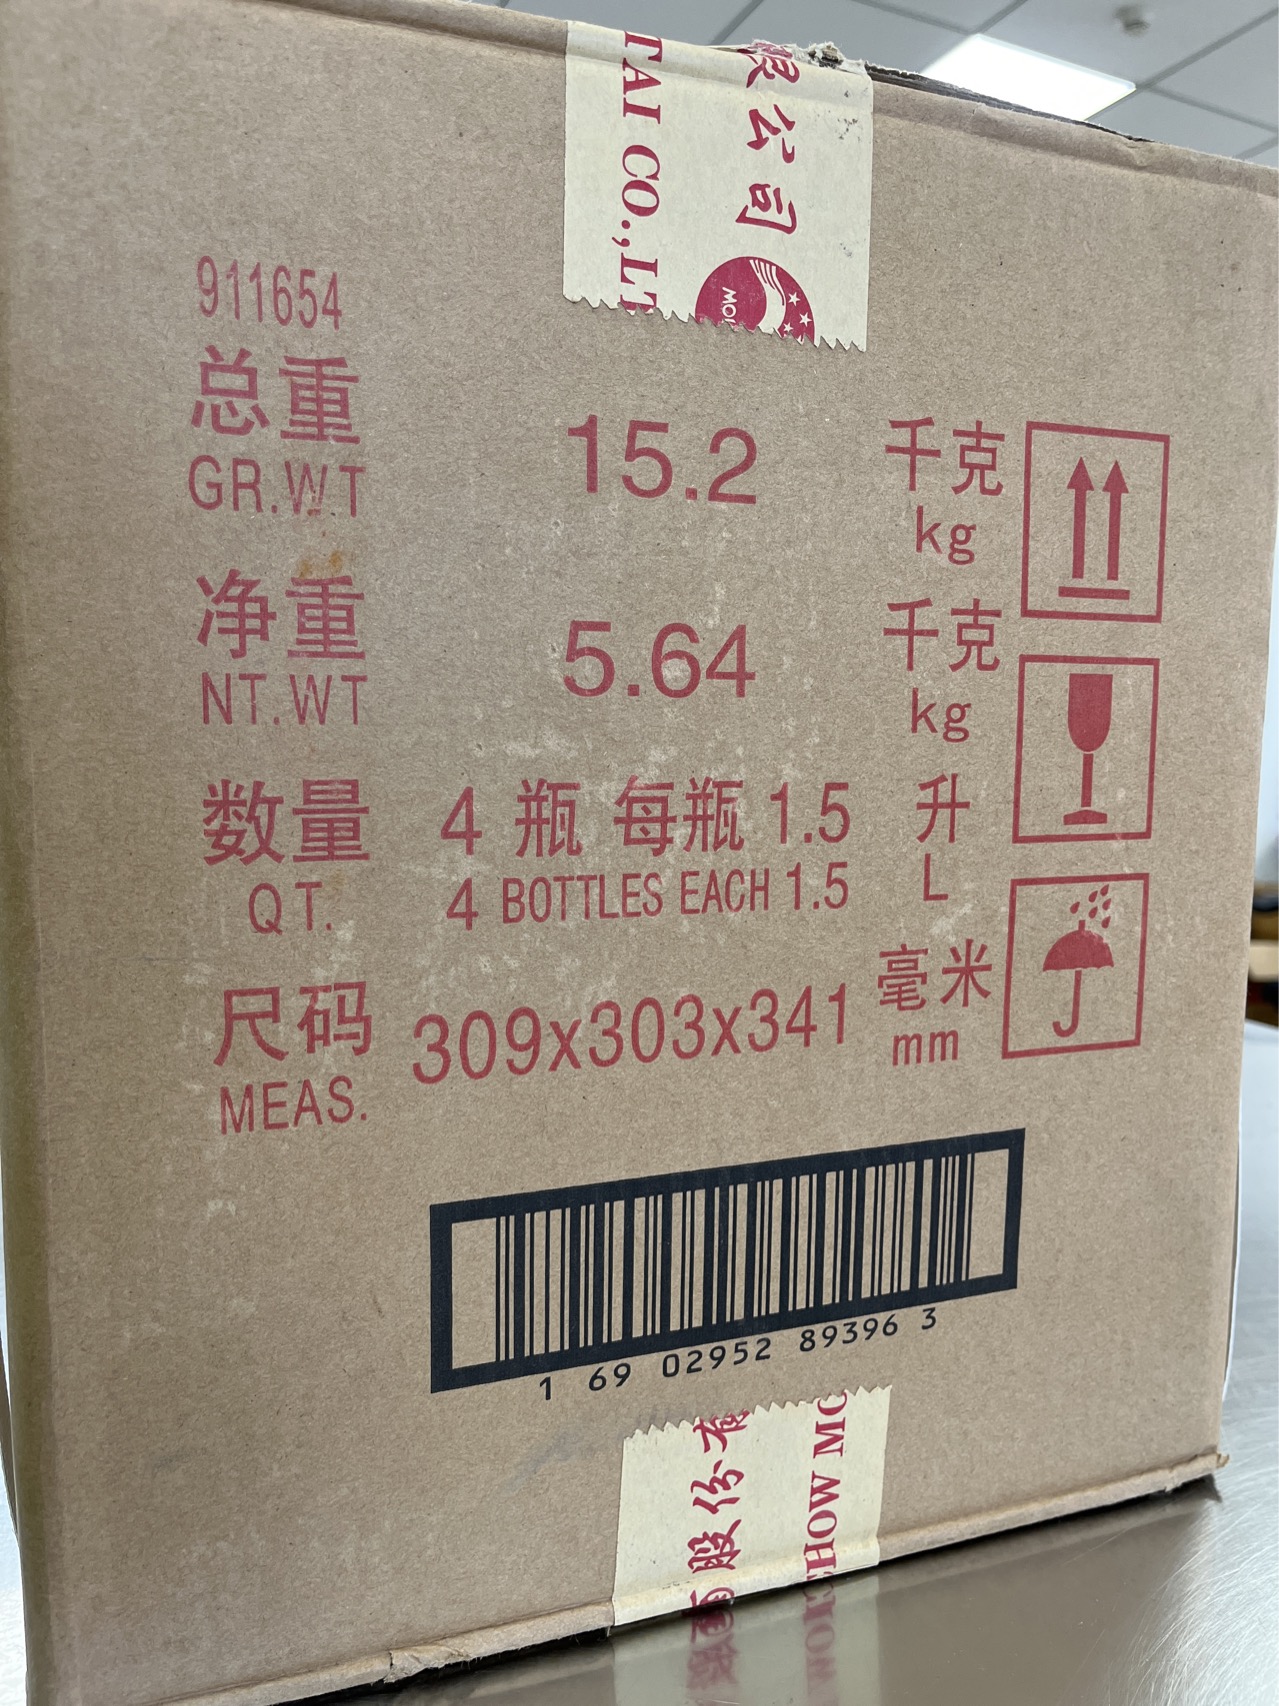 限公司
TAI CO.,LT
911654
总重 15.2 千克
GR.WT kg
净重 5.64 千克
NT.WT kg
数量 4 瓶 每瓶 1.5 升
QT. 4 BOTTLES EACH 1.5 L
尺码 309x303x341 毫米
MEAS. mm
1 69 02952 89396 3
股份有
CHOW MO